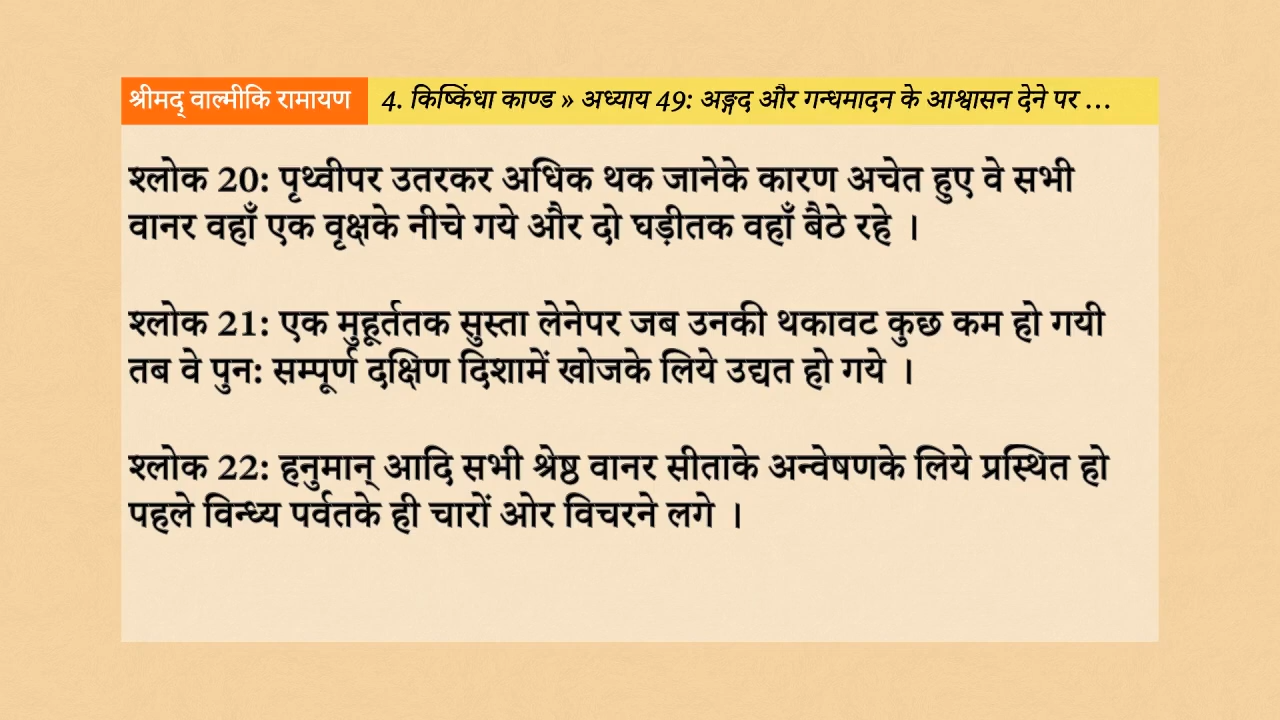 श्रीमद् वाल्मीकि रामायण 4. किष्किंधा काण्ड » अध्याय 49: अङ्गद और गन्धमादन के आश्वासन देने पर ...
श्लोक 20: पृथ्वीपर उतरकर अधिक थक जानेके कारण अचेत हुए वे सभी
वानर वहाँ एक वृक्षके नीचे गये और दो घड़ीतक वहाँ बैठे रहे ।
श्लोक 21: एक मुहूर्ततक सुस्ता लेनेपर जब उनकी थकावट कुछ कम हो गयी
तब वे पुन: सम्पूर्ण दक्षिण दिशामें खोजके लिये उद्यत हो गये ।
श्लोक 22: हनुमान् आदि सभी श्रेष्ठ वानर सीताके अन्वेषणके लिये प्रस्थित हो
पहले विन्ध्य पर्वतके ही चारों ओर विचरने लगे ।